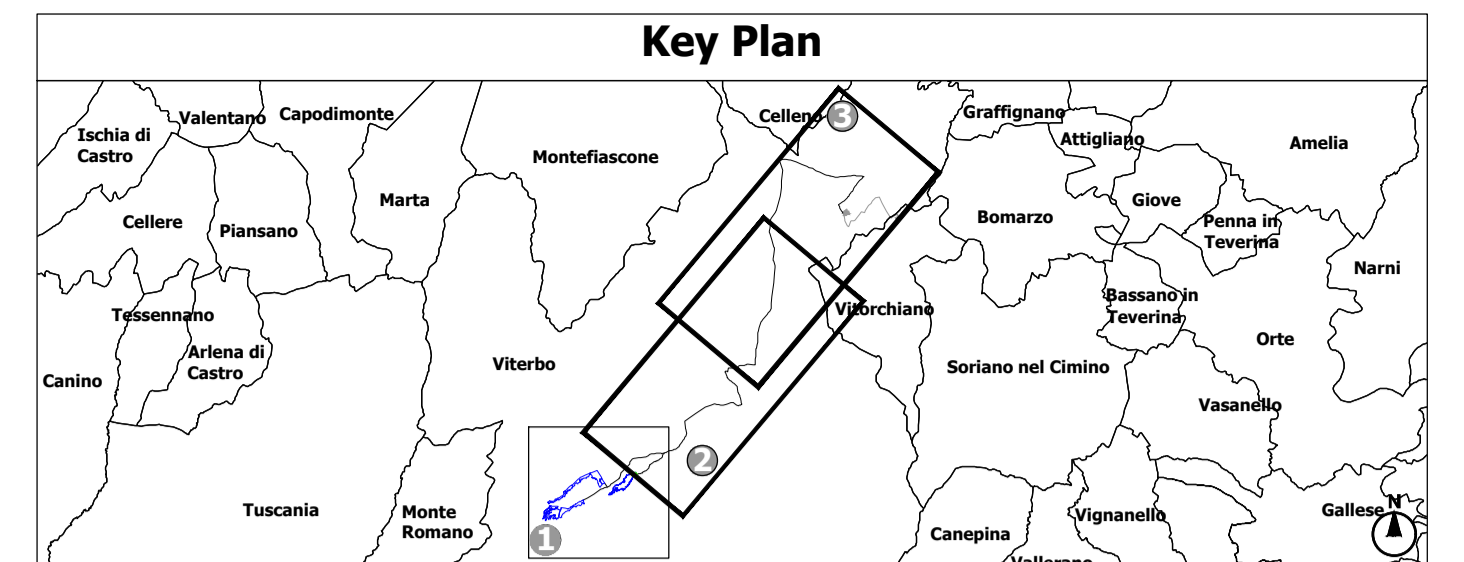 Key Plan
Valentano
Capodimonte
Celleno
3
Graffignano
Ischia di
Castro
Attigliano
Amelia
Montefiascone
Marta
Giove
Cellere
Piansano
Bomarzo
Penna in
Teverina
Narni
Tessennano
Vitorchiano
Bassano in
Teverina
Arlena di
Castro
Orte
Canino
Viterbo
Soriano nel Cimino
Vasanello
2
Tuscania
Monte
Romano
1
Canepina
Vignanello
Gallese
N
Vallerano